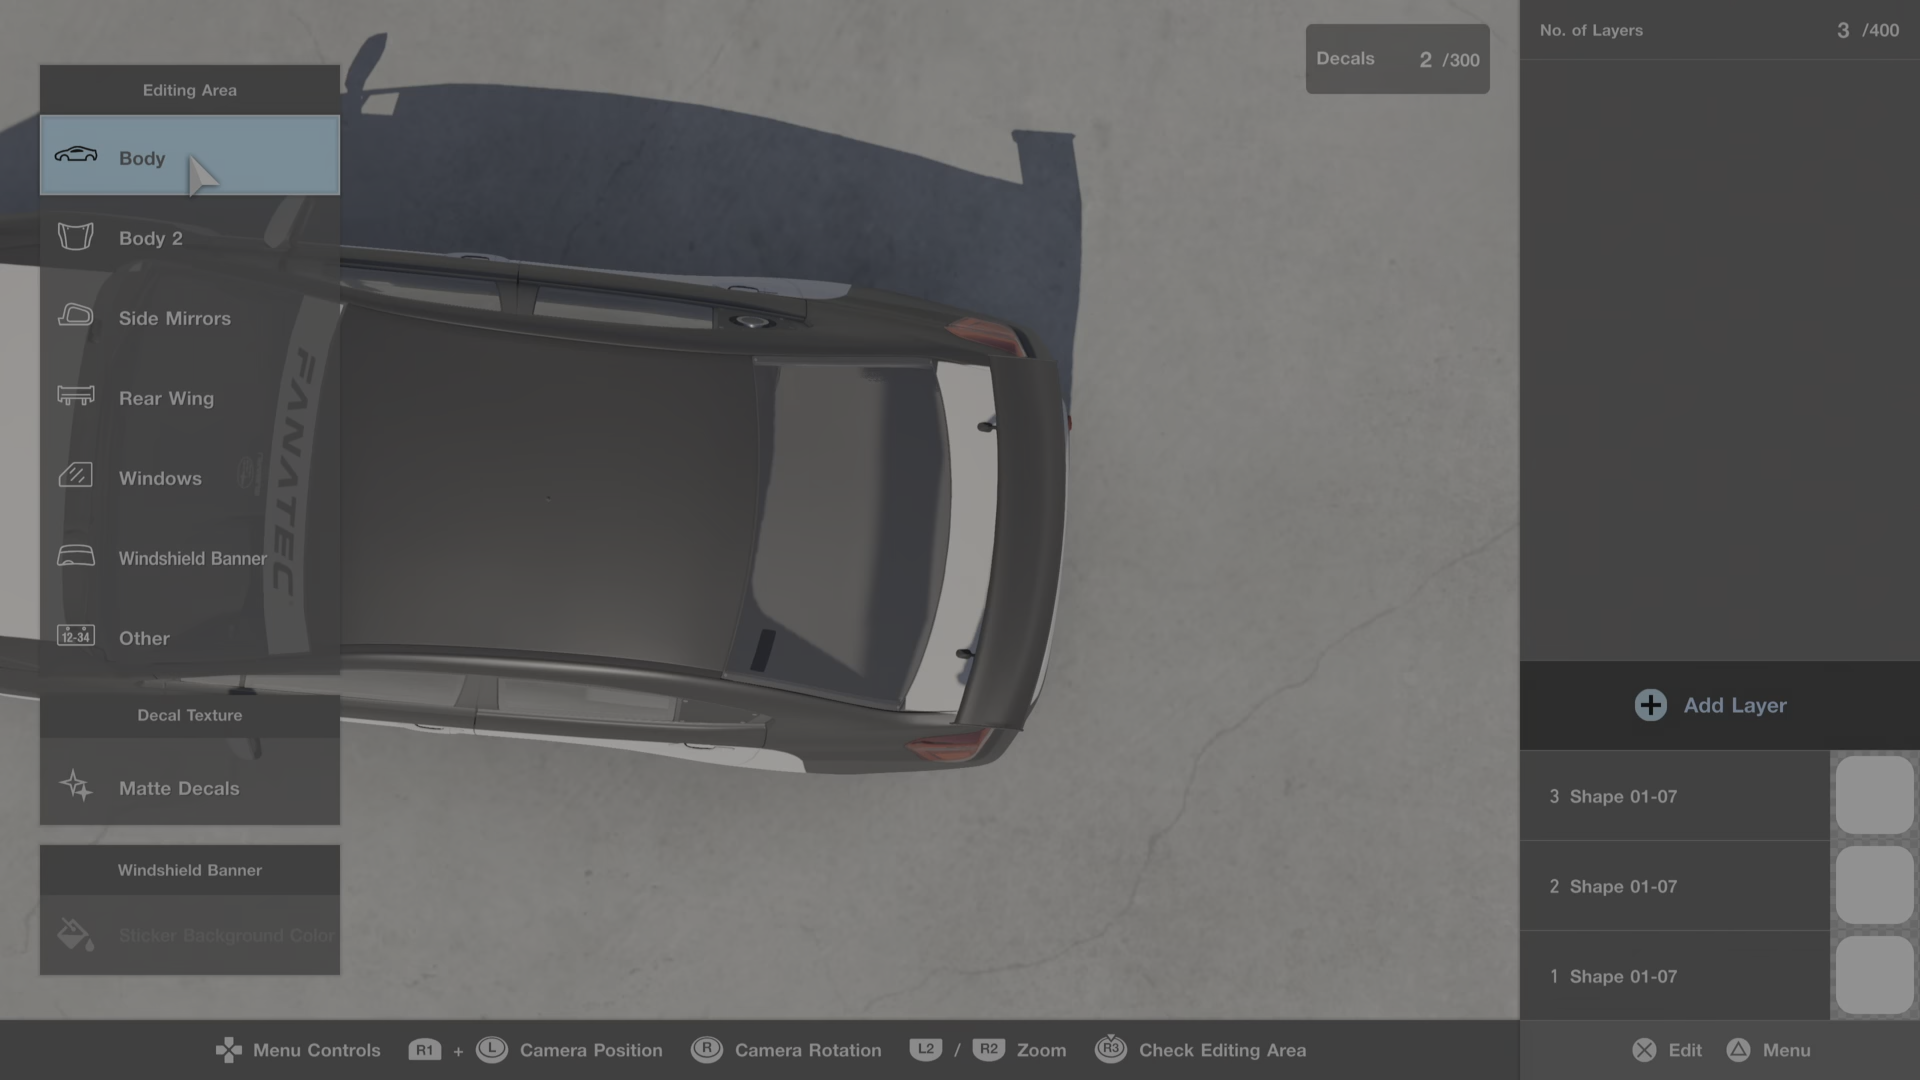 Editing Area
Body
Body 2
Side Mirrors
Rear Wing
Windows
Windshield Banner
12-34
Other
Decal Texture
Matte Decals
Windshield Banner
Sticker Background Color
FANATEC
Decals 2 /300
No. of Layers 3 /400
Add Layer
3 Shape 01-07
2 Shape 01-07
1 Shape 01-07
Menu Controls R1 + L Camera Position R Camera Rotation L2 / R2 Zoom R3 Check Editing Area
Edit Menu